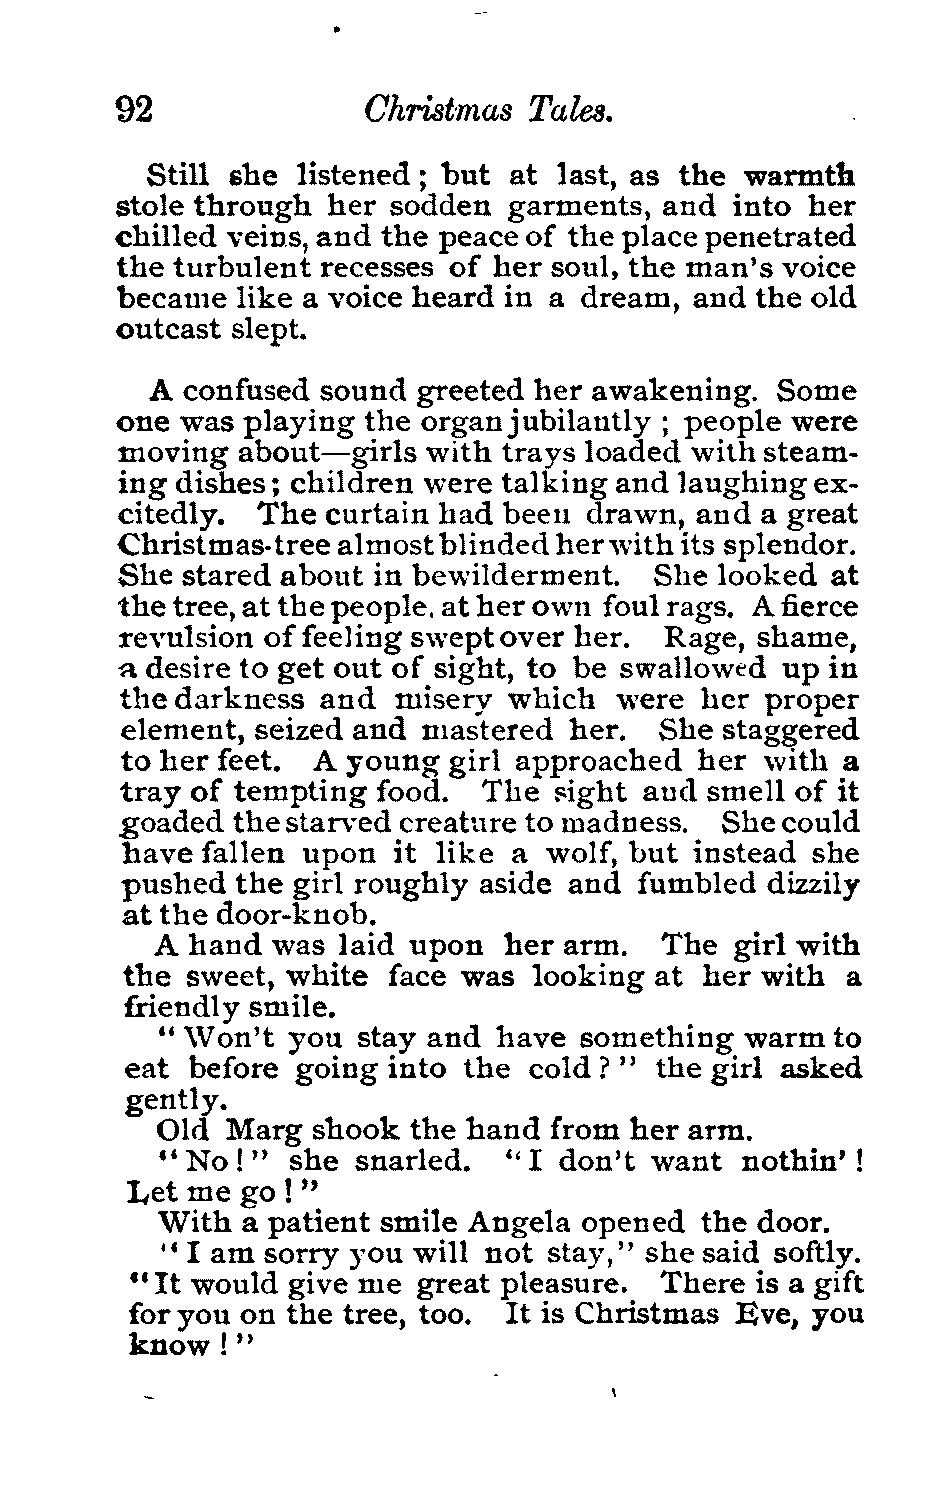 92 Christmas Tales.
Still she listened; but at last, as the warmth
stole through her sodden garments, and into her
chilled veins, and the peace of the place penetrated
the turbulent recesses of her soul, the man's voice
became like a voice heard in a dream, and the old
outcast slept.
A confused sound greeted her awakening. Some
one was playing the organ jubilantly; people were
moving about—girls with trays loaded with steam-
ing dishes; children were talking and laughing ex-
citedly. The curtain had been drawn, and a great
Christmas-tree almost blinded her with its splendor.
She stared about in bewilderment. She looked at
the tree, at the people, at her own foul rags. A fierce
revulsion of feeling swept over her. Rage, shame,
a desire to get out of sight, to be swallowed up in
the darkness and misery which were her proper
element, seized and mastered her. She staggered
to her feet. A young girl approached her with a
tray of tempting food. The sight and smell of it
goaded the starved creature to madness. She could
have fallen upon it like a wolf, but instead she
pushed the girl roughly aside and fumbled dizzily
at the door-knob.
A hand was laid upon her arm. The girl with
the sweet, white face was looking at her with a
friendly smile.
"Won't you stay and have something warm to
eat before going into the cold?" the girl asked
gently.
Old Marg shook the hand from her arm.
"No!" she snarled. "I don't want nothin'!
Let me go!"
With a patient smile Angela opened the door.
"I am sorry you will not stay," she said softly.
"It would give me great pleasure. There is a gift
for you on the tree, too. It is Christmas Eve, you
know!"